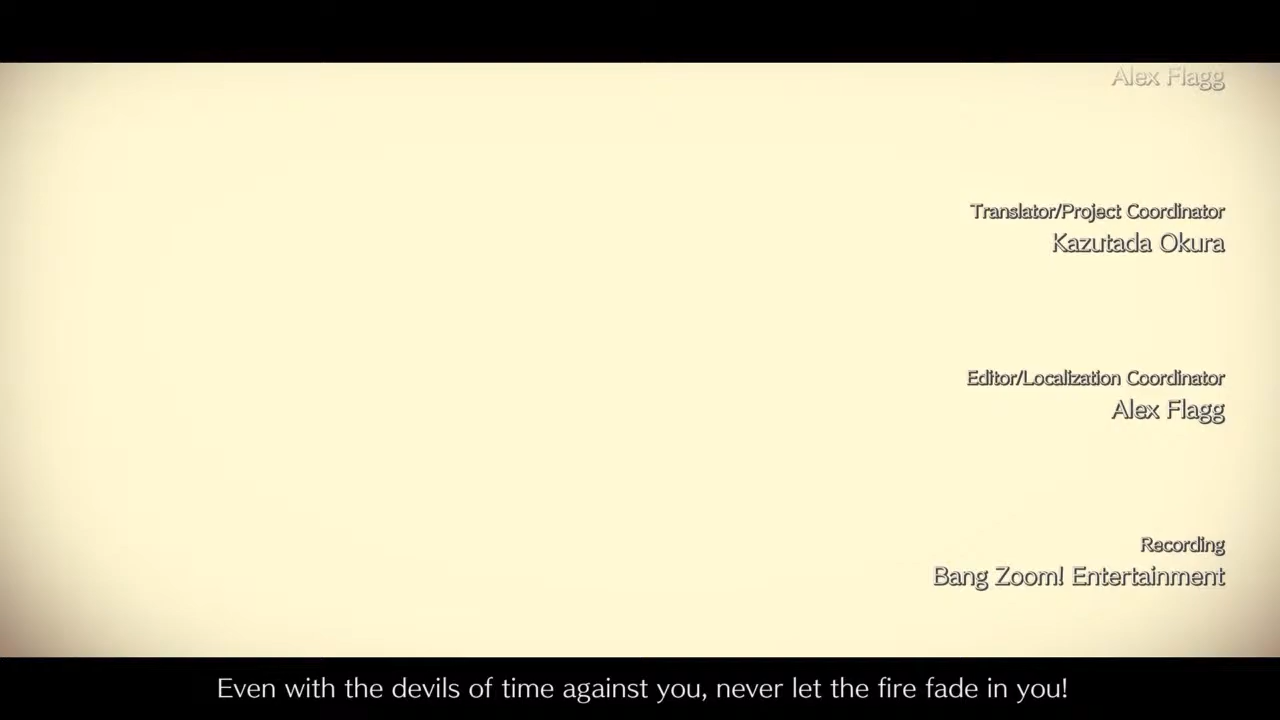 Alex Flagg
Translator/Project Coordinator
Kazutada Okura
Editor/Localization Coordinator
Alex Flagg
Recording
Bang Zoom! Entertainment
Even with the devils of time against you, never let the fire fade in you!